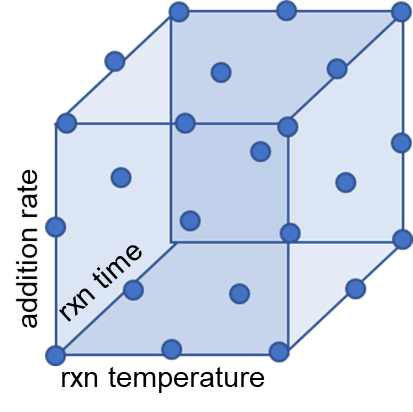 addition rate
rxn time
rxn temperature